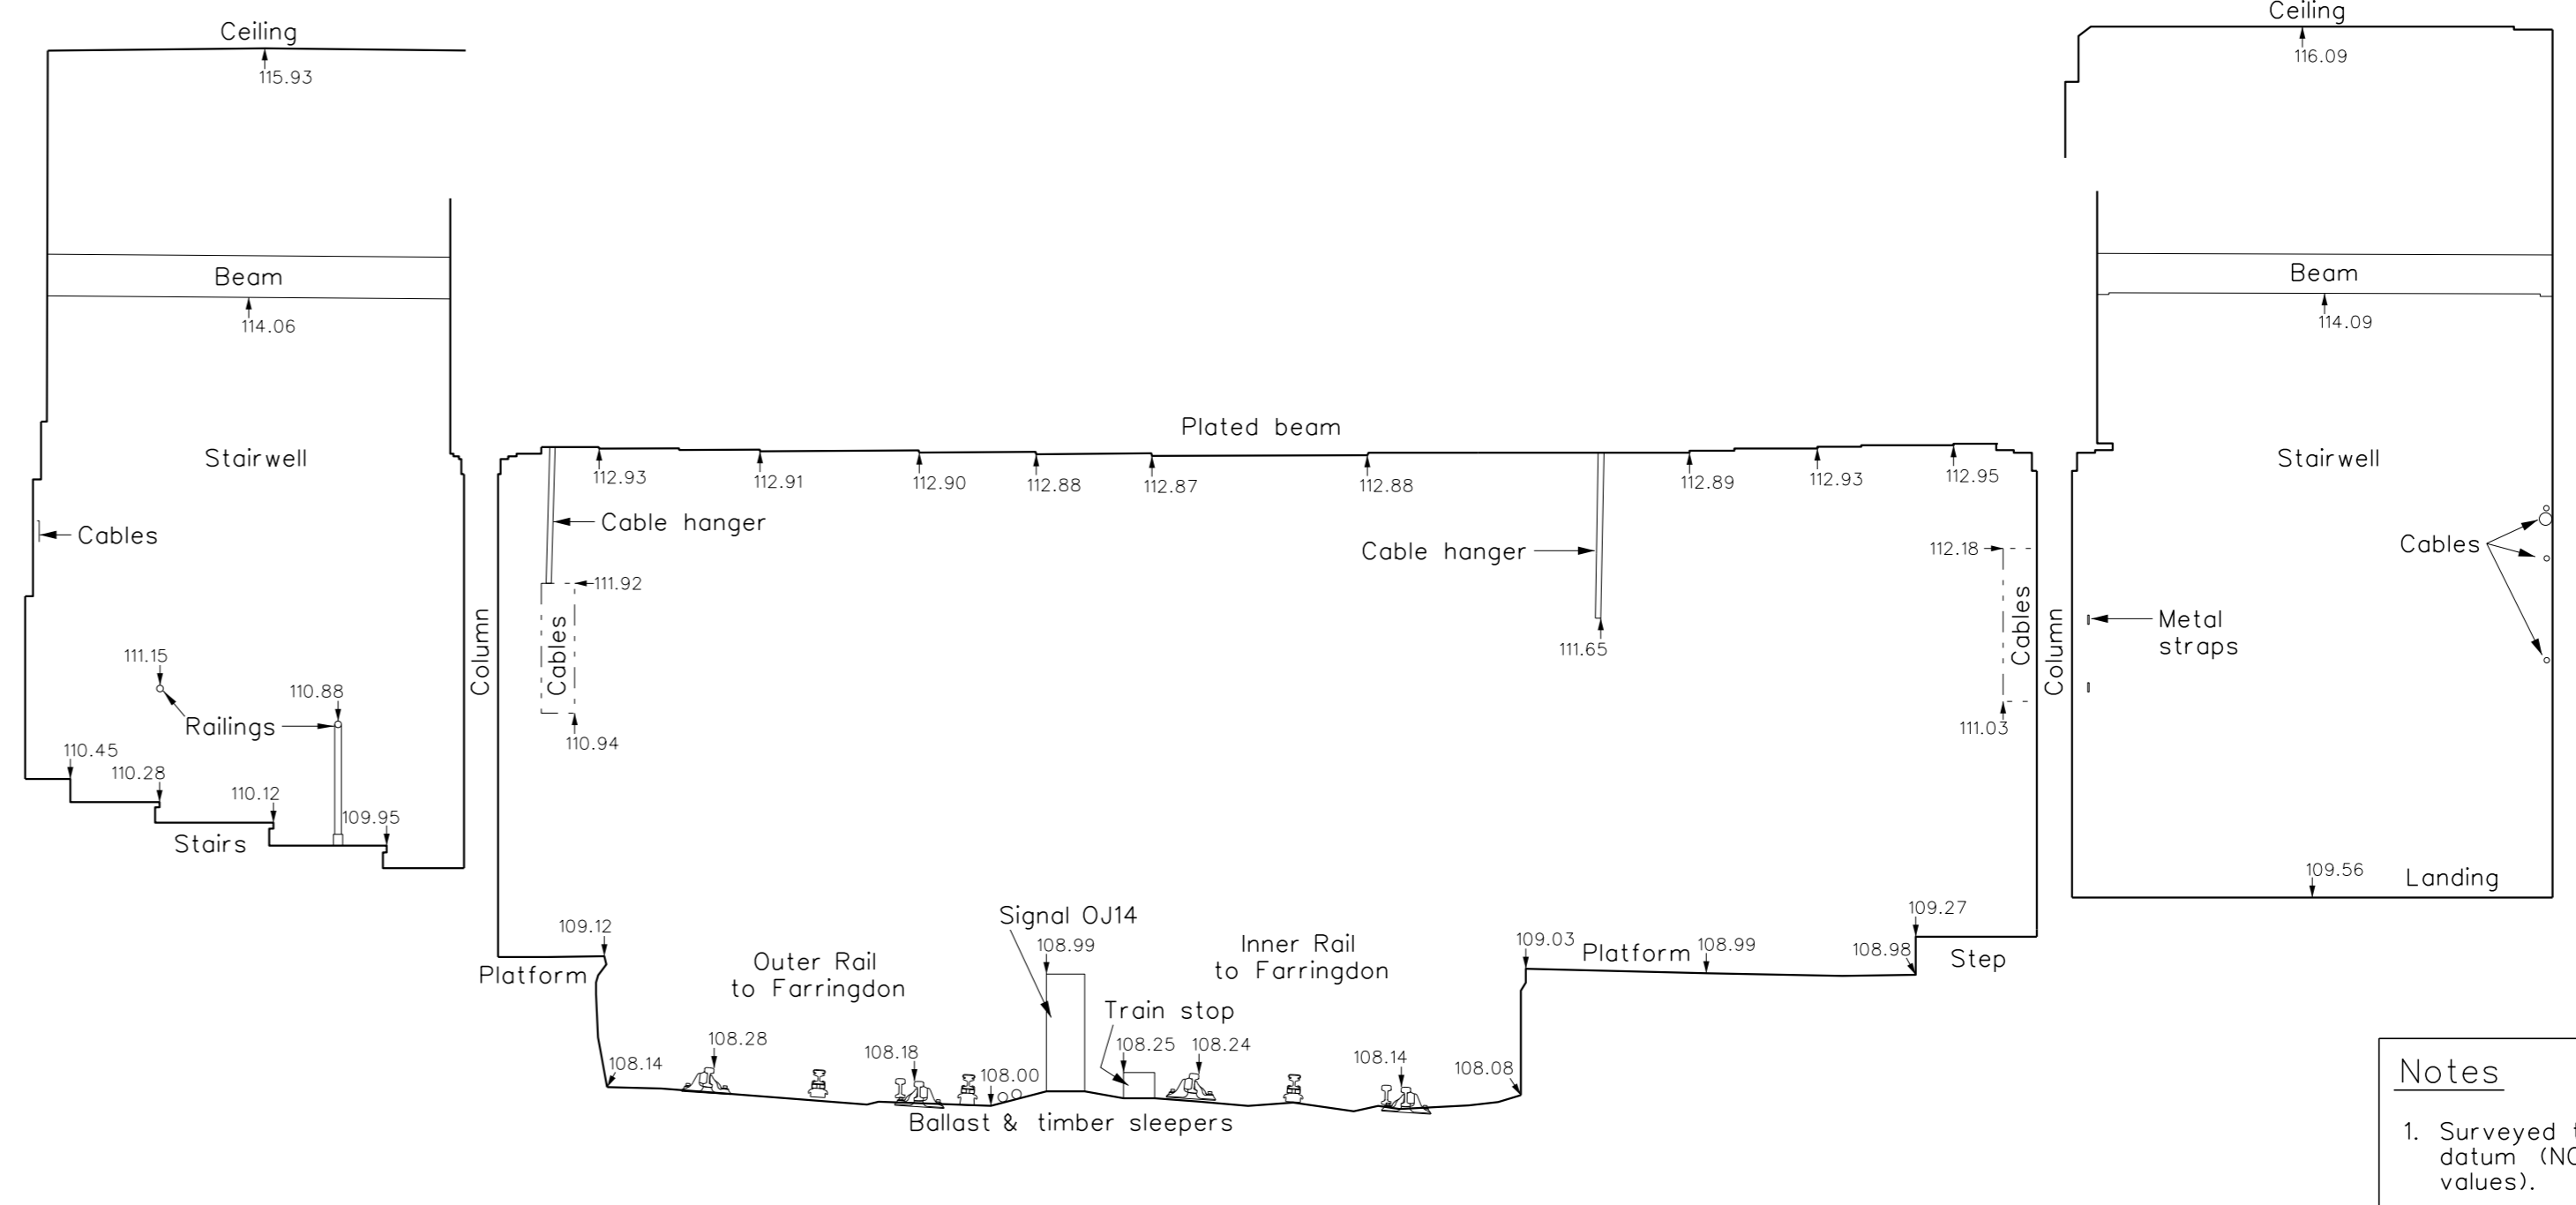 Ceiling
115.93
Beam
114.06
Stairwell
Cables
111.15
110.88
Railings
110.45
110.28
110.12
109.95
Stairs
Column
Plated beam
112.93
112.91
112.90
112.88
112.87
112.88
112.89
112.93
112.95
Cable hanger
Cable hanger
111.92
Cables
110.94
111.65
112.18
Cables
111.03
Column
109.12
Platform
Outer Rail
to Farringdon
Signal OJ14
108.99
Inner Rail
to Farringdon
Train stop
108.14
108.28
108.18
108.00
108.25
108.24
108.14
108.08
Ballast & timber sleepers
109.03
Platform
108.99
108.98
109.27
Step
Ceiling
116.09
Beam
114.09
Stairwell
Cables
Metal
straps
109.56
Landing
Notes
1. Surveyed
datum
values).